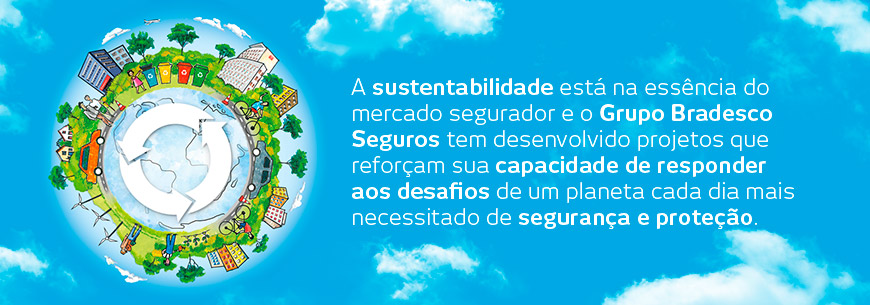 A sustentabilidade está na essência do
mercado segurador e o Grupo Bradesco
Seguros tem desenvolvido projetos que
reforçam sua capacidade de responder
aos desafios de um planeta cada dia mais
necessitado de segurança e proteção.